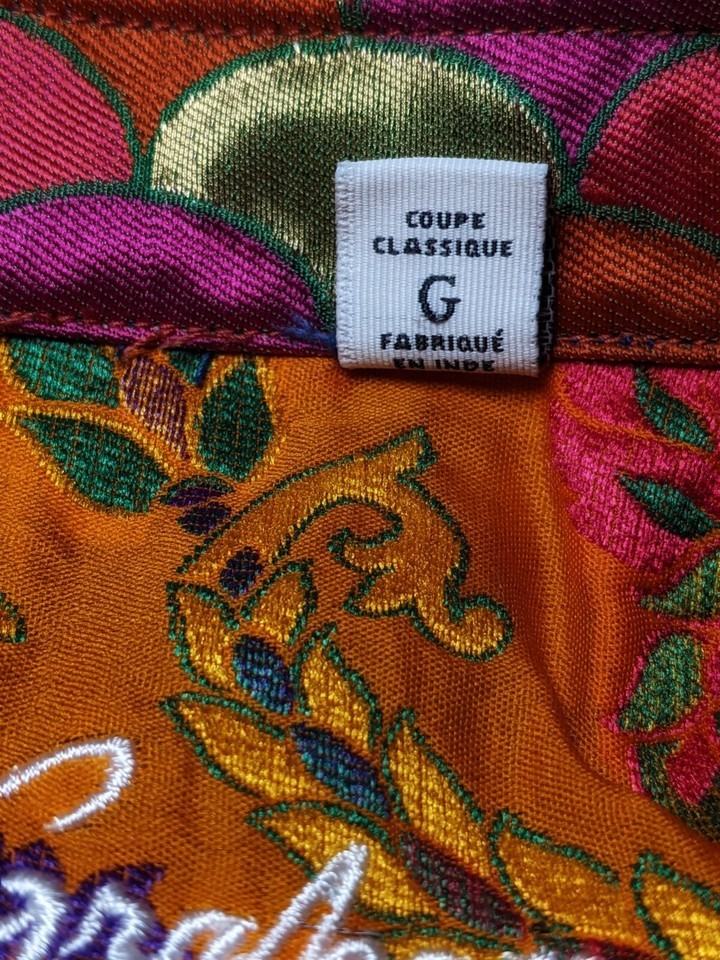 COUPE
CLASSIQUE
G
FABRIQUÉ
EN INDE